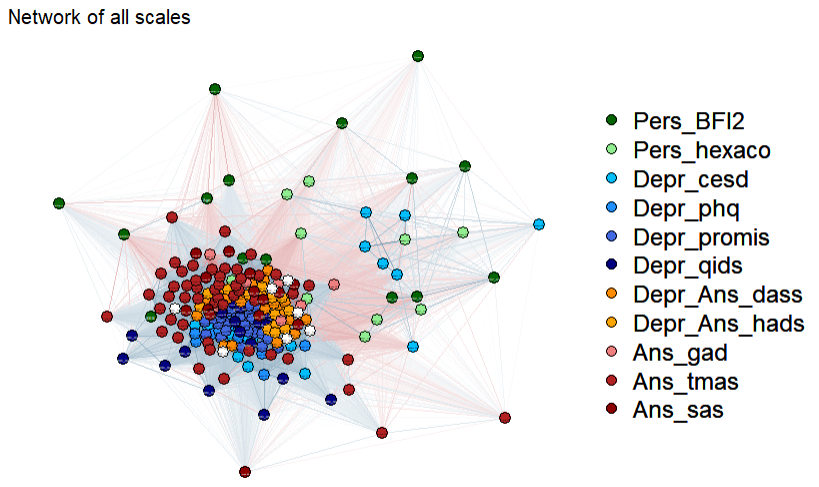 Network of all scales
Pers_BFI2
Pers_hexaco
Depr_cesd
Depr_phq
Depr_promis
Depr_qids
Depr_Ans_dass
Depr_Ans_hads
Ans_gad
Ans_tmas
Ans_sas